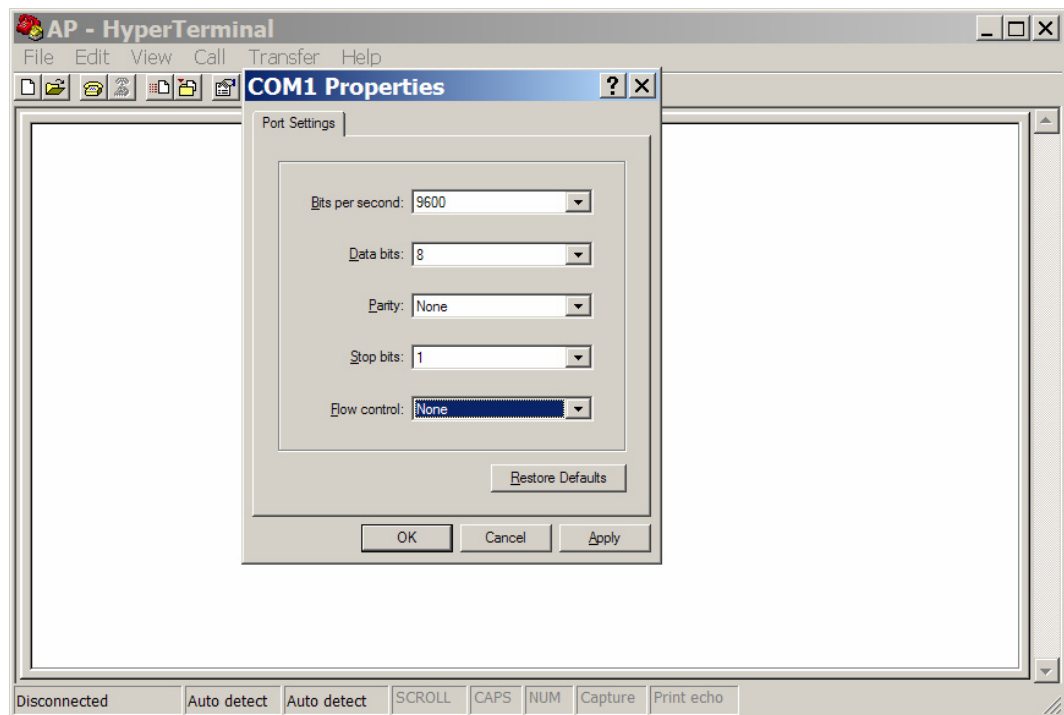 AP - HyperTerminal
File Edit View Call Transfer Help
COM1 Properties
Port Settings
Bits per second: 9600
Data bits: 8
Parity: None
Stop bits: 1
Flow control: None
Restore Defaults
OK Cancel Apply
Disconnected Auto detect Auto detect SCROLL CAPS NUM Capture Print echo